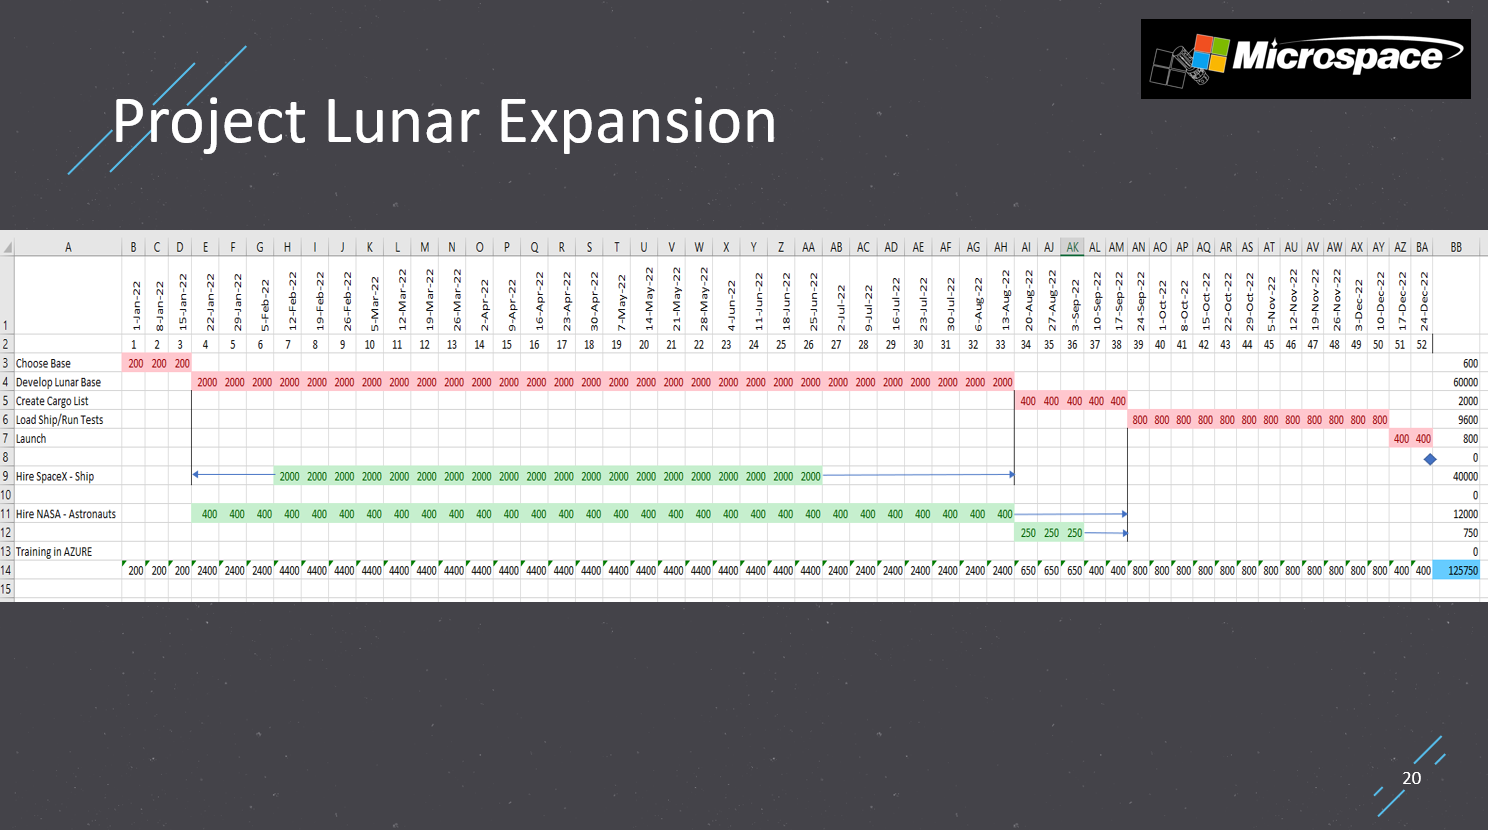 Microspace
Project Lunar Expansion
A B C D E F G H I J K L M N O P Q R S T U V W X Y Z AA AB AC AD AE AF AG AH AI AJ AK AL AM AN AO AP AQ AR AS AT AU AV AW AX AY AZ BA BB
1 1-Jan-22 8-Jan-22 15-Jan-22 22-Jan-22 29-Jan-22 5-Feb-22 12-Feb-22 19-Feb-22 26-Feb-22 5-Mar-22 12-Mar-22 19-Mar-22 26-Mar-22 2-Apr-22 9-Apr-22 16-Apr-22 23-Apr-22 30-Apr-22 7-May-22 14-May-22 21-May-22 28-May-22 4-Jun-22 11-Jun-22 18-Jun-22 25-Jun-22 2-Jul-22 9-Jul-22 16-Jul-22 23-Jul-22 30-Jul-22 6-Aug-22 13-Aug-22 20-Aug-22 27-Aug-22 3-Sep-22 10-Sep-22 17-Sep-22 24-Sep-22 1-Oct-22 8-Oct-22 15-Oct-22 22-Oct-22 29-Oct-22 5-Nov-22 12-Nov-22 19-Nov-22 26-Nov-22 3-Dec-22 10-Dec-22 17-Dec-22 24-Dec-22
2 1 2 3 4 5 6 7 8 9 10 11 12 13 14 15 16 17 18 19 20 21 22 23 24 25 26 27 28 29 30 31 32 33 34 35 36 37 38 39 40 41 42 43 44 45 46 47 48 49 50 51 52
3 Choose Base 200 200 200 600
4 Develop Lunar Base 2000 2000 2000 2000 2000 2000 2000 2000 2000 2000 2000 2000 2000 2000 2000 2000 2000 2000 2000 2000 2000 2000 2000 2000 2000 2000 2000 2000 2000 2000 60000
5 Create Cargo List 400 400 400 400 400 2000
6 Load Ship/Run Tests 800 800 800 800 800 800 800 800 800 800 800 800 9600
7 Launch 400 400 800
8 0
9 Hire SpaceX - Ship 2000 2000 2000 2000 2000 2000 2000 2000 2000 2000 2000 2000 2000 2000 2000 2000 2000 2000 2000 2000 40000
10 0
11 Hire NASA - Astronauts 400 400 400 400 400 400 400 400 400 400 400 400 400 400 400 400 400 400 400 400 400 400 400 400 400 400 400 400 400 400 12000
12 250 250 250 750
13 Training in AZURE 0
14 200 200 200 2400 2400 2400 4400 4400 4400 4400 4400 4400 4400 4400 4400 4400 4400 4400 4400 4400 4400 4400 4400 4400 4400 4400 2400 2400 2400 2400 2400 2400 2400 650 650 650 400 400 800 800 800 800 800 800 800 800 800 800 800 800 400 400 125750
15
20